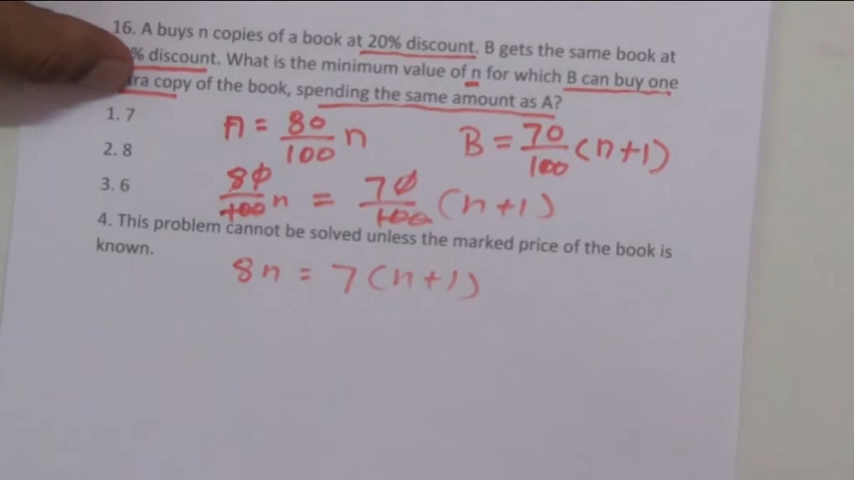 16. A buys n copies of a book at 20% discount. B gets the same book at
% discount. What is the minimum value of n for which B can buy one
tra copy of the book, spending the same amount as A?
1. 7
A = 80/100 n B = 70/100 (n+1)
2. 8
3. 6
80/100 n = 70/100 (n+1)
4. This problem cannot be solved unless the marked price of the book is
known.
8n = 7(n+1)